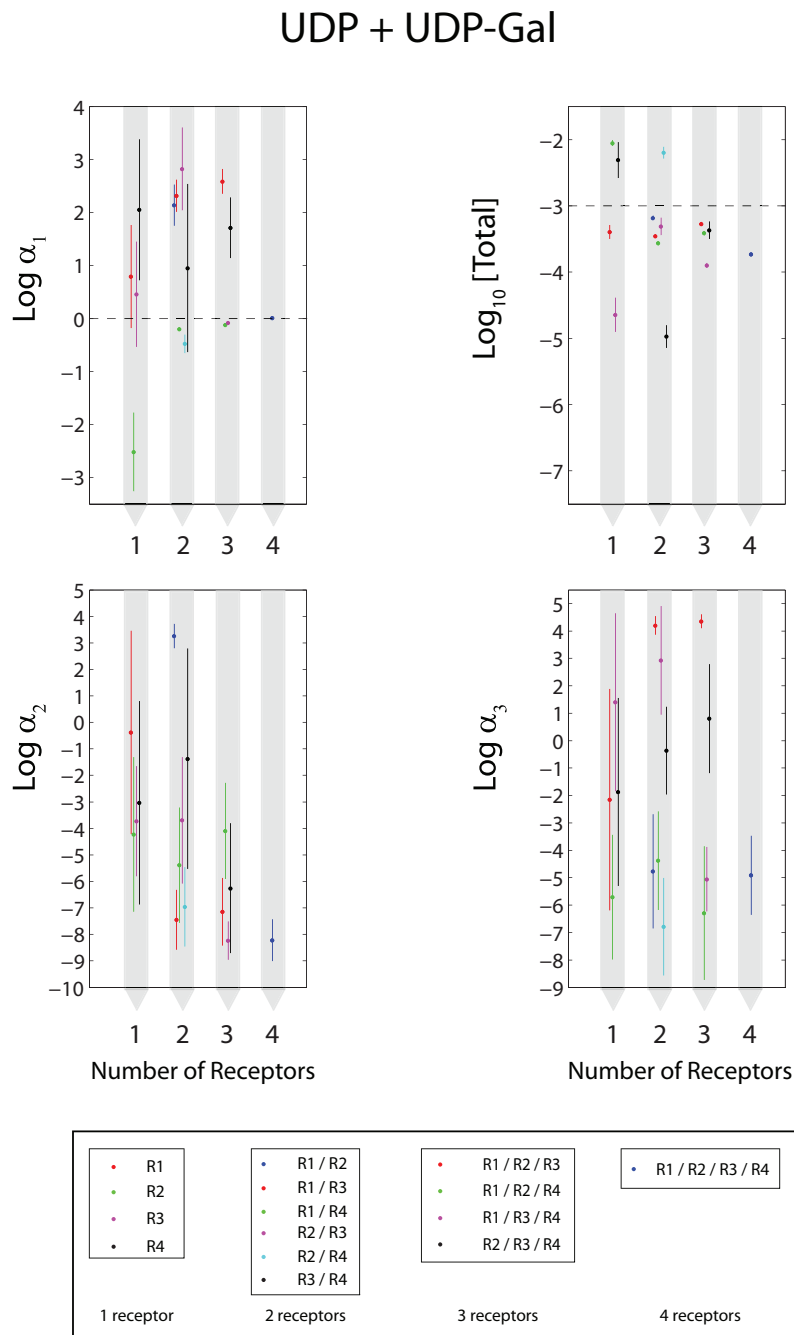 UDP + UDP-Gal
Log α1
4
3
2
1
0
−1
−2
−3
1 2 3 4
Log10 [Total]
−2
−3
−4
−5
−6
−7
1 2 3 4
Log α2
5
4
3
2
1
0
−1
−2
−3
−4
−5
−6
−7
−8
−9
−10
1 2 3 4
Number of Receptors
Log α3
5
4
3
2
1
0
−1
−2
−3
−4
−5
−6
−7
−8
−9
1 2 3 4
Number of Receptors
R1
R2
R3
R4
1 receptor
R1 / R2
R1 / R3
R1 / R4
R2 / R3
R2 / R4
R3 / R4
2 receptors
R1 / R2 / R3
R1 / R2 / R4
R1 / R3 / R4
R2 / R3 / R4
3 receptors
R1 / R2 / R3 / R4
4 receptors